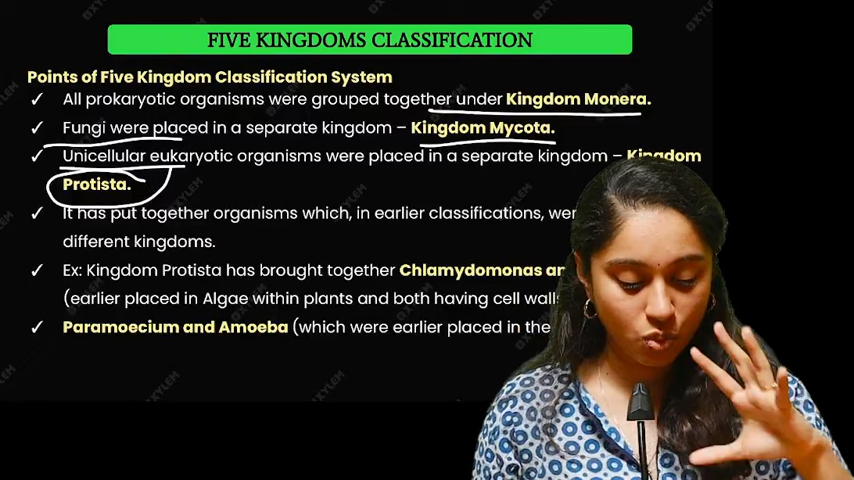 FIVE KINGDOMS CLASSIFICATION
Points of Five Kingdom Classification System
✓ All prokaryotic organisms were grouped together under Kingdom Monera.
✓ Fungi were placed in a separate kingdom – Kingdom Mycota.
✓ Unicellular eukaryotic organisms were placed in a separate kingdom – Kingdom
Protista.
✓ It has put together organisms which, in earlier classifications,
different kingdoms.
✓ Ex: Kingdom Protista has brought together Chlamydomonas
(earlier placed in Algae within plants and both having cell
✓ Paramoecium and Amoeba (which were earlier placed in the